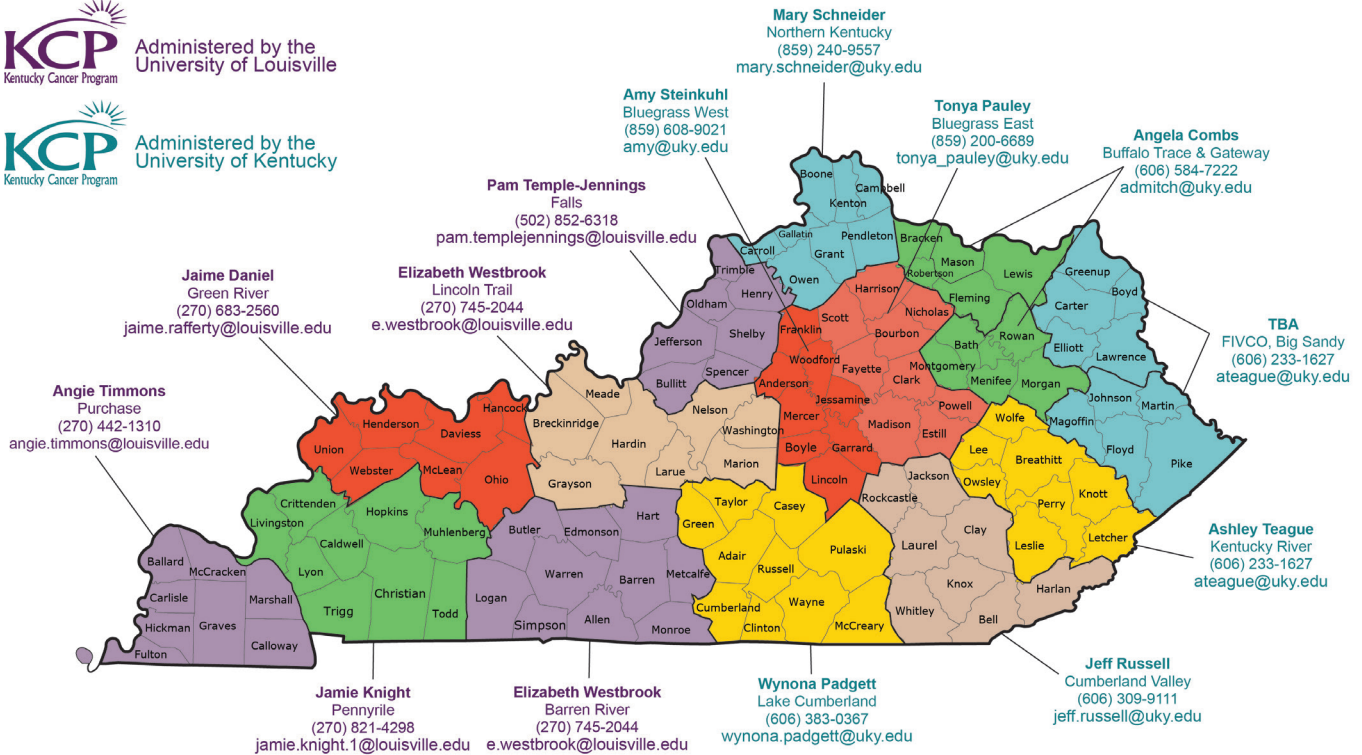 KCP
Kentucky Cancer Program
Administered by the
University of Louisville
KCP
Kentucky Cancer Program
Administered by the
University of Kentucky
Mary Schneider
Northern Kentucky
(859) 240-9557
mary.schneider@uky.edu
Amy Steinkuhl
Bluegrass West
(859) 608-9021
amy@uky.edu
Tonya Pauley
Bluegrass East
(859) 200-6689
tonya_pauley@uky.edu
Angela Combs
Buffalo Trace & Gateway
(606) 584-7222
admitch@uky.edu
Pam Temple-Jennings
Falls
(502) 852-6318
pam.templejennings@louisville.edu
Elizabeth Westbrook
Lincoln Trail
(270) 745-2044
e.westbrook@louisville.edu
Jaime Daniel
Green River
(270) 683-2560
jaime.rafferty@louisville.edu
Angie Timmons
Purchase
(270) 442-1310
angie.timmons@louisville.edu
TBA
FIVCO, Big Sandy
(606) 233-1627
ateague@uky.edu
Ashley Teague
Kentucky River
(606) 233-1627
ateague@uky.edu
Jeff Russell
Cumberland Valley
(606) 309-9111
jeff.russell@uky.edu
Wynona Padgett
Lake Cumberland
(606) 383-0367
wynona.padgett@uky.edu
Elizabeth Westbrook
Barren River
(270) 745-2044
e.westbrook@louisville.edu
Jamie Knight
Pennyrile
(270) 821-4298
jamie.knight.1@louisville.edu
Boone
Campbell
Kenton
Gallatin
Pendleton
Carroll
Grant
Owen
Bracken
Mason
Robertson
Lewis
Fleming
Rowan
Bath
Montgomery
Menifee
Morgan
Greenup
Boyd
Carter
Elliott
Lawrence
Johnson
Martin
Magoffin
Floyd
Pike
Trimble
Henry
Oldham
Shelby
Jefferson
Spencer
Bullitt
Harrison
Nicholas
Scott
Bourbon
Fayette
Clark
Powell
Madison
Estill
Franklin
Woodford
Anderson
Jessamine
Mercer
Boyle
Garrard
Lincoln
Meade
Breckinridge
Nelson
Washington
Hardin
Larue
Marion
Grayson
Hancock
Henderson
Daviess
Union
Webster
McLean
Ohio
Crittenden
Livingston
Hopkins
Muhlenberg
Caldwell
Lyon
Christian
Trigg
Todd
Ballard
McCracken
Carlisle
Marshall
Hickman
Graves
Calloway
Fulton
Butler
Edmonson
Hart
Warren
Barren
Metcalfe
Logan
Simpson
Allen
Monroe
Taylor
Casey
Green
Adair
Pulaski
Russell
Cumberland
Wayne
Clinton
McCreary
Jackson
Rockcastle
Clay
Laurel
Knox
Whitley
Bell
Harlan
Wolfe
Lee
Breathitt
Owsley
Perry
Knott
Leslie
Letcher